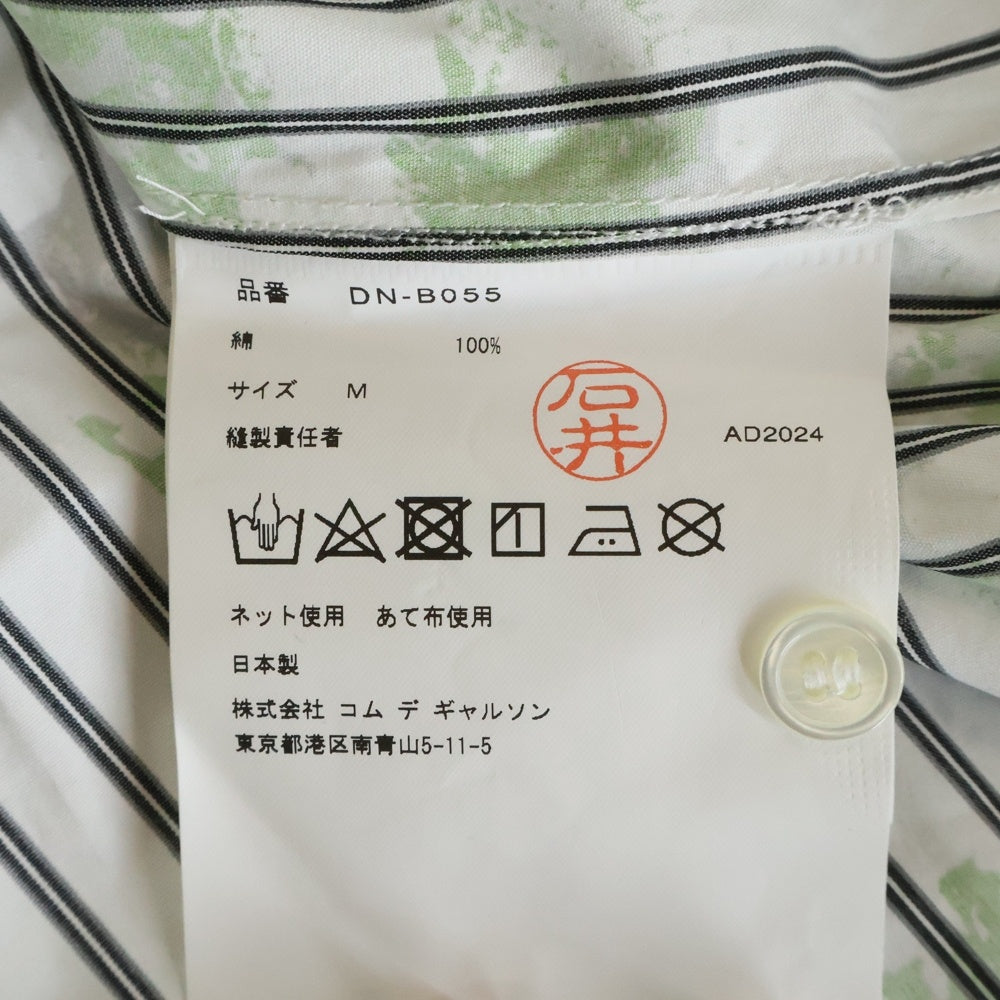 品番 DN-B055
綿 100%
サイズ M
縫製責任者 石井 AD2024
ネット使用 あて布使用
日本製
株式会社 コム デ ギャルソン
東京都港区南青山5-11-5